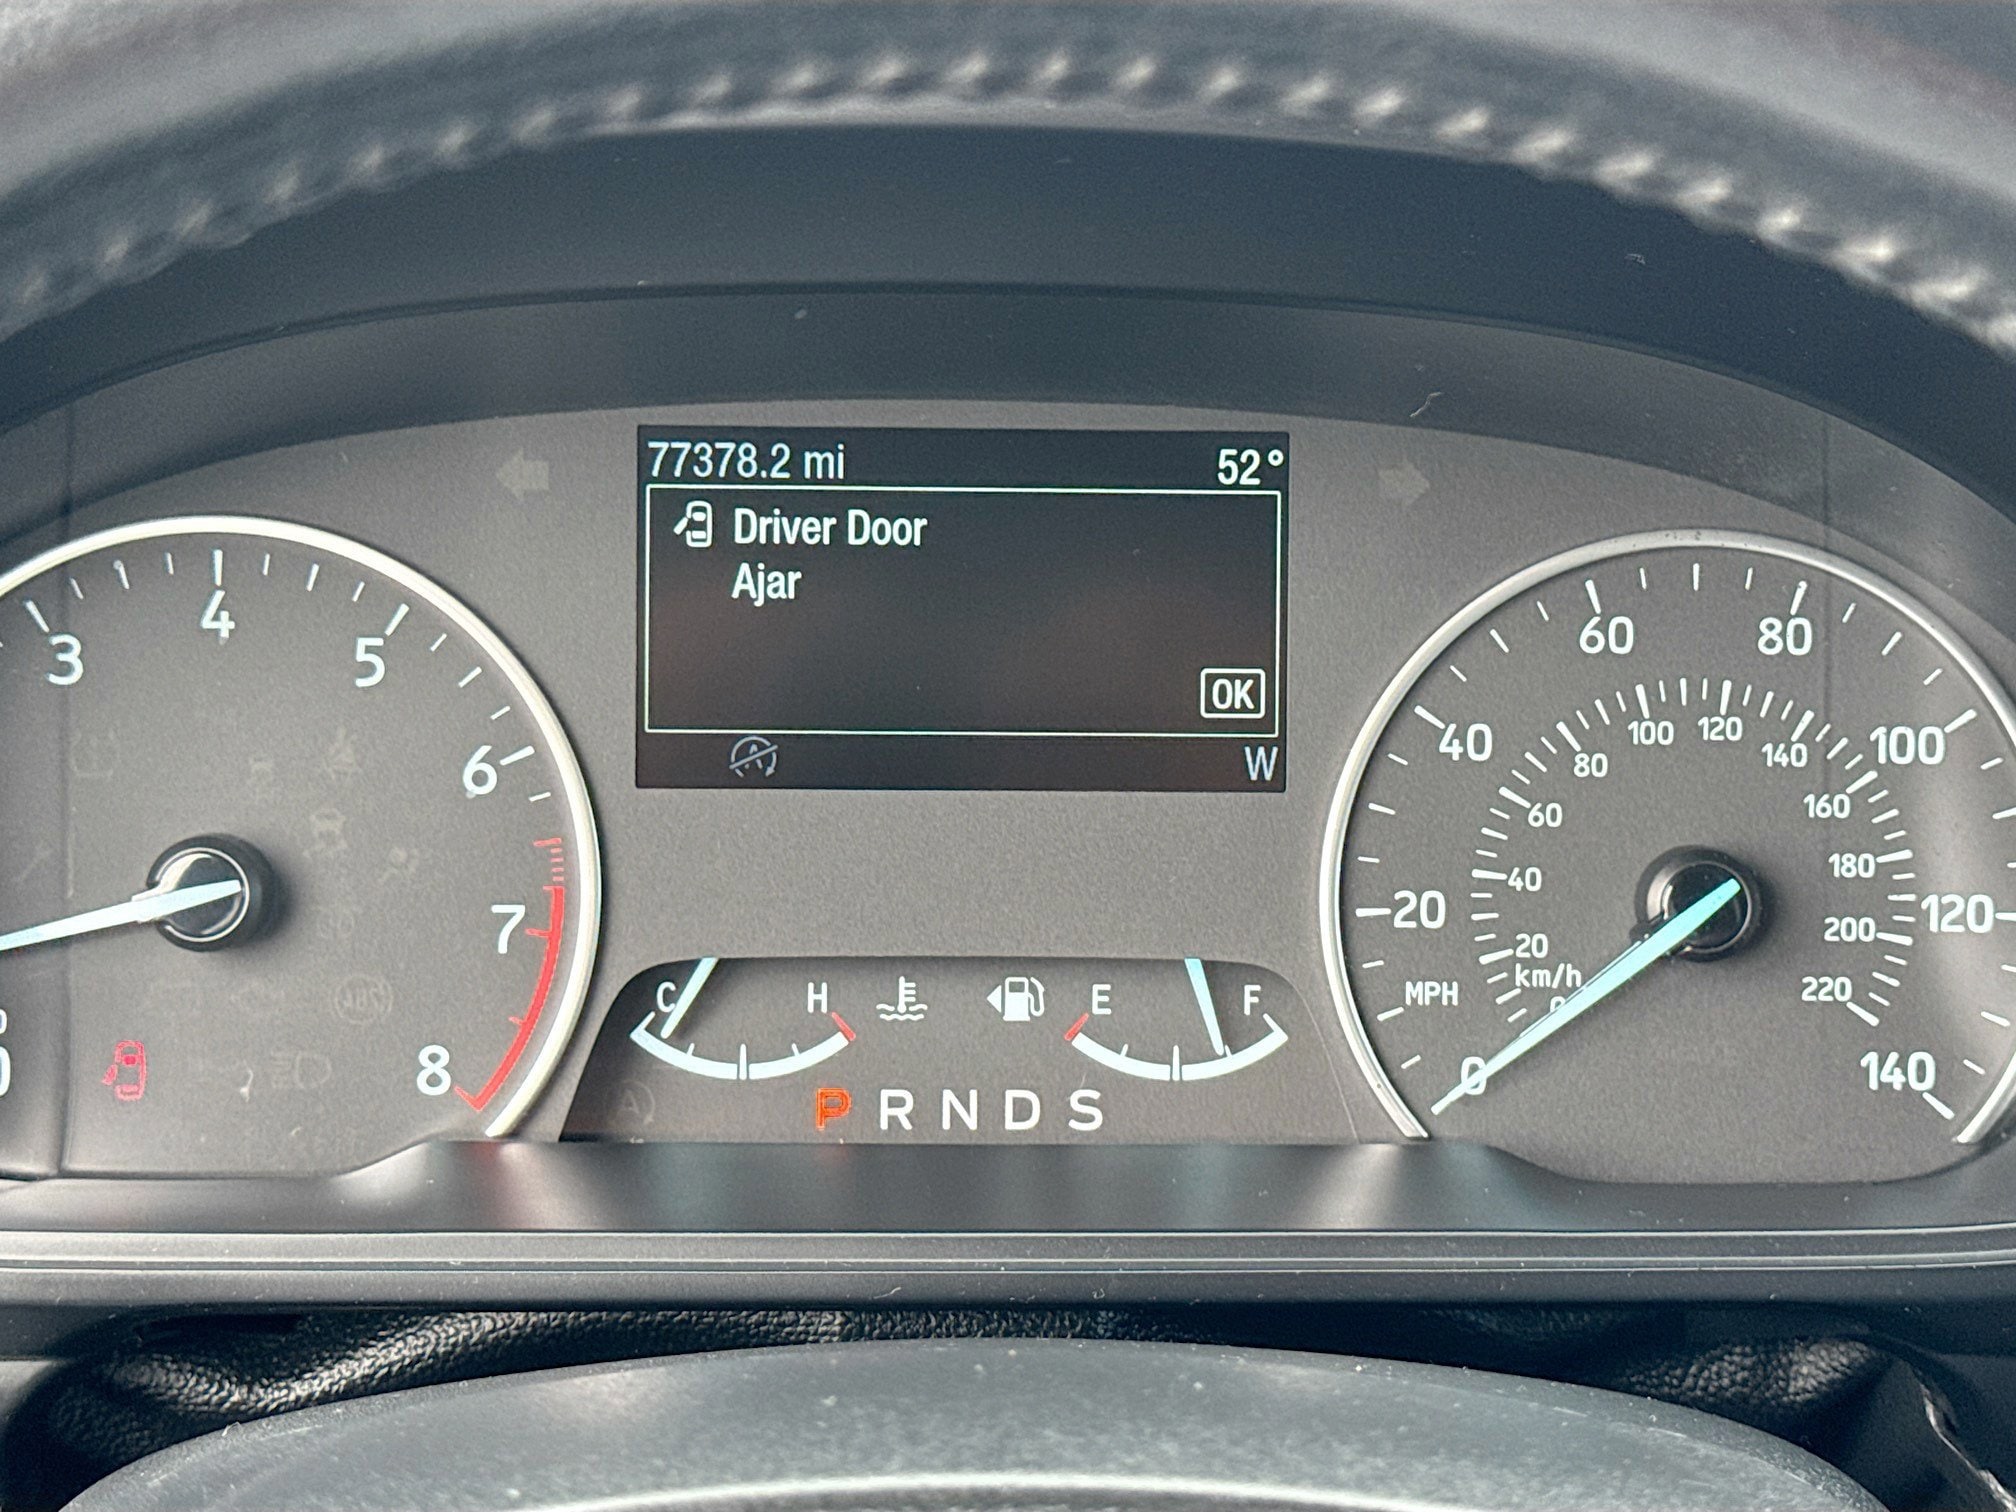 77378.2 mi 52°
Driver Door
Ajar
OK
W
3 4 5 6 7 8
C H E F
P R N D S
0 20 40 60 80 100 120 140
MPH
km/h
0 20 40 60 80 100 120 140 160 180 200 220